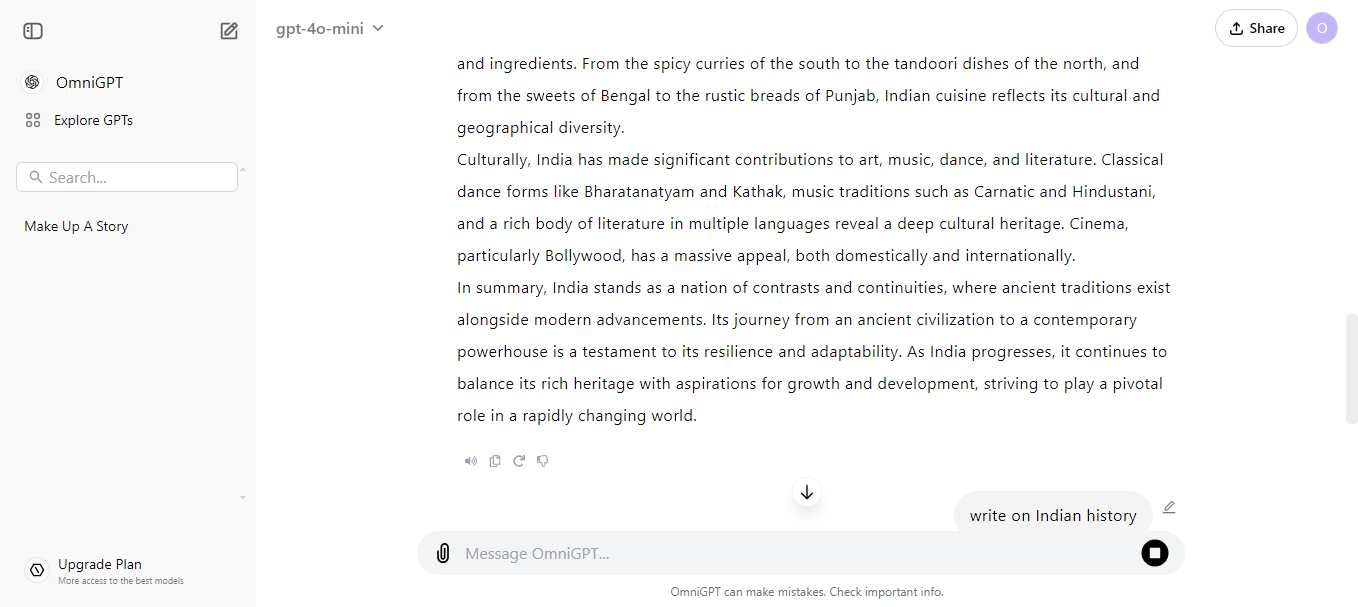 gpt-4o-mini
Share
O
OmniGPT
Explore GPTs
Search...
Make Up A Story
and ingredients. From the spicy curries of the south to the tandoori dishes of the north, and
from the sweets of Bengal to the rustic breads of Punjab, Indian cuisine reflects its cultural and
geographical diversity.
Culturally, India has made significant contributions to art, music, dance, and literature. Classical
dance forms like Bharatanatyam and Kathak, music traditions such as Carnatic and Hindustani,
and a rich body of literature in multiple languages reveal a deep cultural heritage. Cinema,
particularly Bollywood, has a massive appeal, both domestically and internationally.
In summary, India stands as a nation of contrasts and continuities, where ancient traditions exist
alongside modern advancements. Its journey from an ancient civilization to a contemporary
powerhouse is a testament to its resilience and adaptability. As India progresses, it continues to
balance its rich heritage with aspirations for growth and development, striving to play a pivotal
role in a rapidly changing world.
write on Indian history
Message OmniGPT...
Upgrade Plan
More access to the best models
OmniGPT can make mistakes. Check important info.